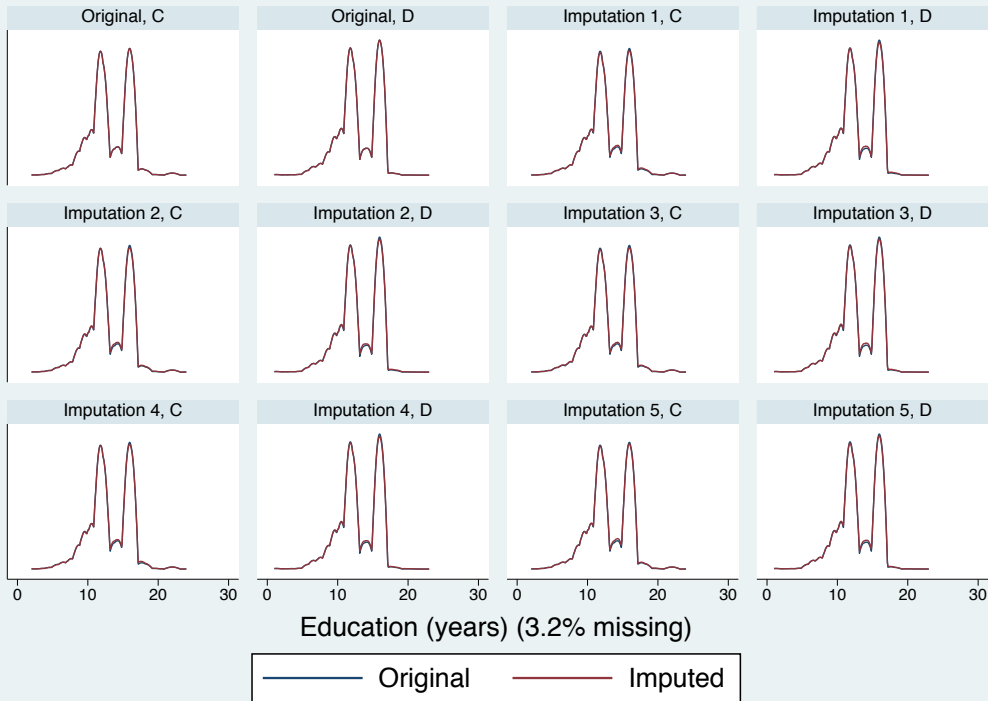 Original, C
Original, D
Imputation 1, C
Imputation 1, D
Imputation 2, C
Imputation 2, D
Imputation 3, C
Imputation 3, D
Imputation 4, C
Imputation 4, D
Imputation 5, C
Imputation 5, D
0 10 20 30 0 10 20 30 0 10 20 30 0 10 20 30
Education (years) (3.2% missing)
Original Imputed